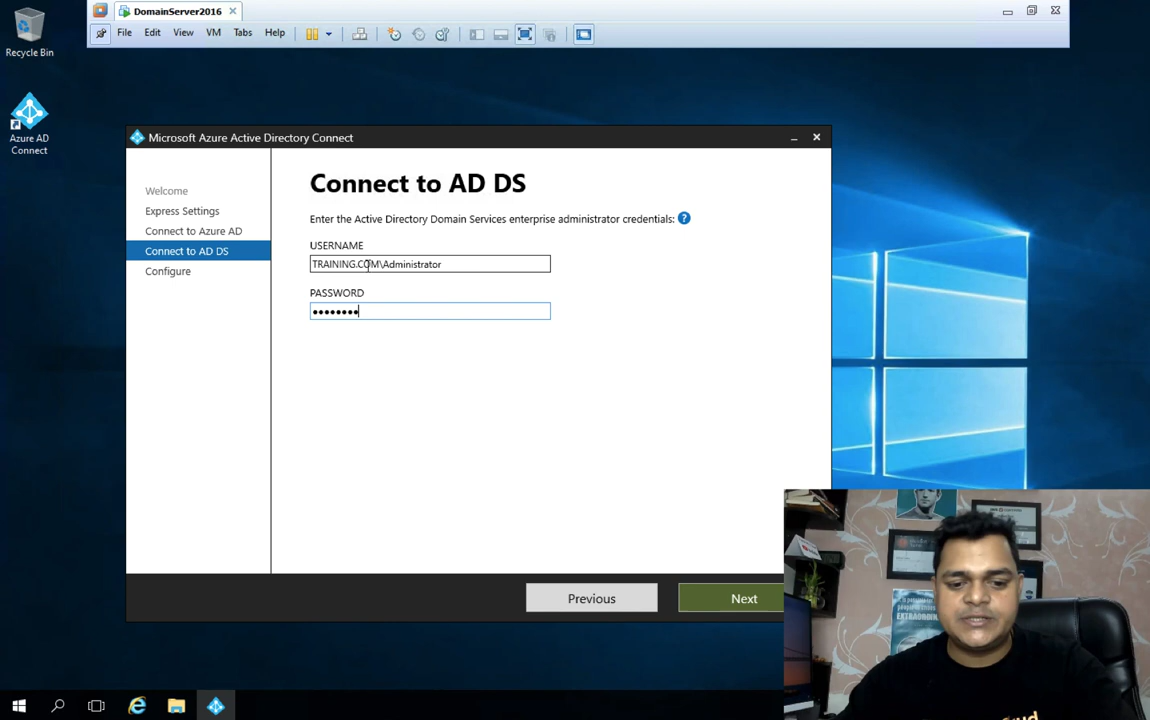 DomainServer2016
File Edit View VM Tabs Help
Recycle Bin
Azure AD
Connect
Microsoft Azure Active Directory Connect
Welcome
Express Settings
Connect to Azure AD
Connect to AD DS
Configure
Connect to AD DS
Enter the Active Directory Domain Services enterprise administrator credentials: ?
USERNAME
TRAINING.COM\Administrator
PASSWORD
••••••••
Previous
Next